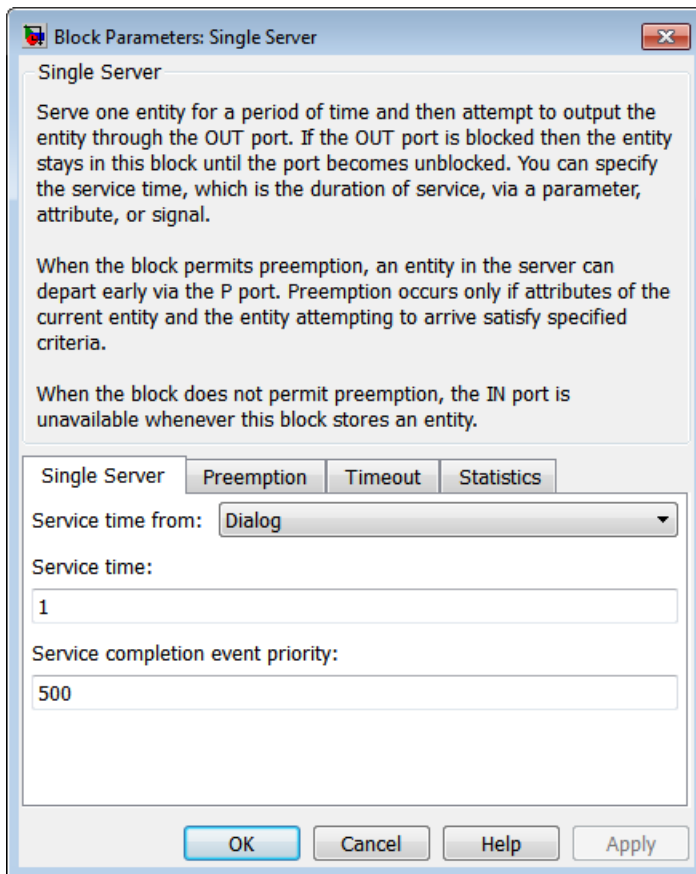 Block Parameters: Single Server
Single Server
Serve one entity for a period of time and then attempt to output the
entity through the OUT port. If the OUT port is blocked then the entity
stays in this block until the port becomes unblocked. You can specify
the service time, which is the duration of service, via a parameter,
attribute, or signal.
When the block permits preemption, an entity in the server can
depart early via the P port. Preemption occurs only if attributes of the
current entity and the entity attempting to arrive satisfy specified
criteria.
When the block does not permit preemption, the IN port is
unavailable whenever this block stores an entity.
Single Server Preemption Timeout Statistics
Service time from: Dialog
Service time:
1
Service completion event priority:
500
OK Cancel Help Apply